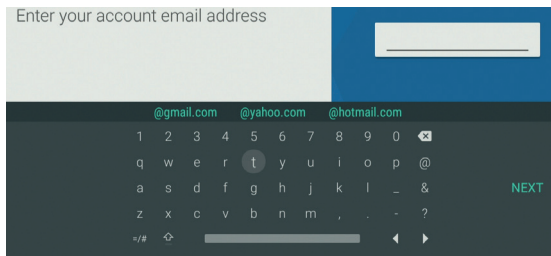 Enter your account email address
@gmail.com @yahoo.com @hotmail.com
1 2 3 4 5 6 7 8 9 0
q w e r t y u i o p @
a s d f g h j k l _ & NEXT
z x c v b n m , . - ?
=/#